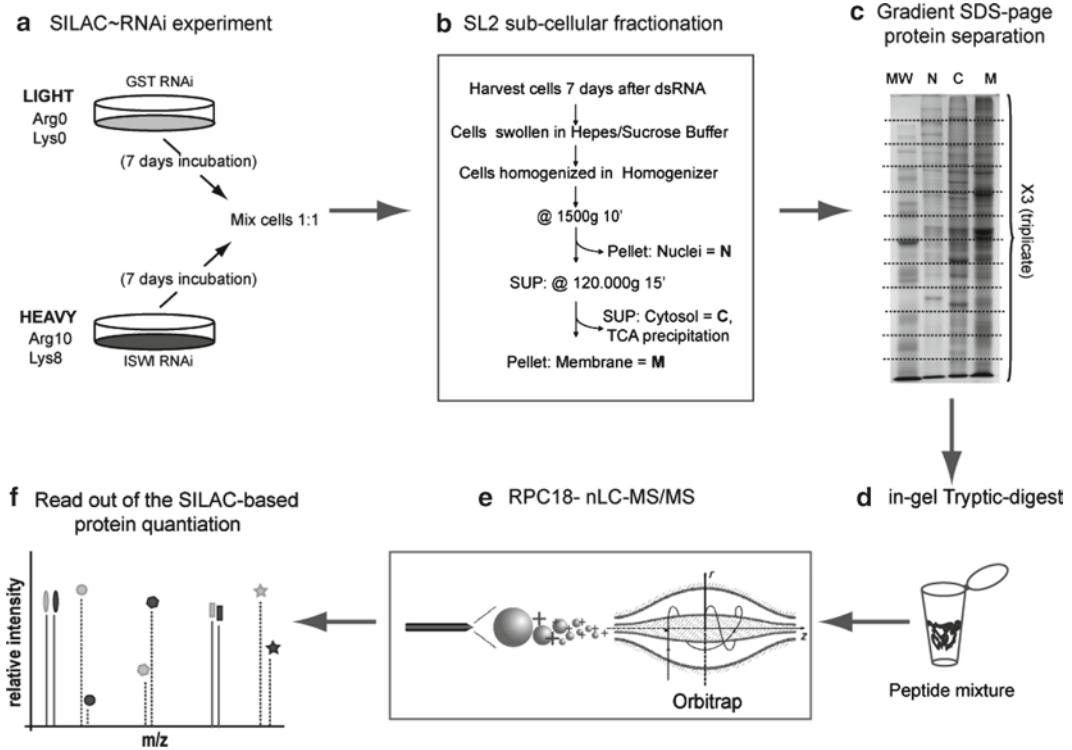 a SILAC~RNAi experiment
GST RNAi
LIGHT
Arg0
Lys0
(7 days incubation)
Mix cells 1:1
(7 days incubation)
HEAVY
Arg10
Lys8
ISWI RNAi
b SL2 sub-cellular fractionation
Harvest cells 7 days after dsRNA
Cells swollen in Hepes/Sucrose Buffer
Cells homogenized in Homogenizer
@ 1500g 10'
Pellet: Nuclei = N
SUP: @ 120.000g 15'
SUP: Cytosol = C,
TCA precipitation
Pellet: Membrane = M
c Gradient SDS-page
protein separation
MW N C M
X3 (triplicate)
d in-gel Tryptic-digest
Peptide mixture
e RPC18- nLC-MS/MS
r
z
Orbitrap
f Read out of the SILAC-based
protein quantiation
relative intensity
m/z